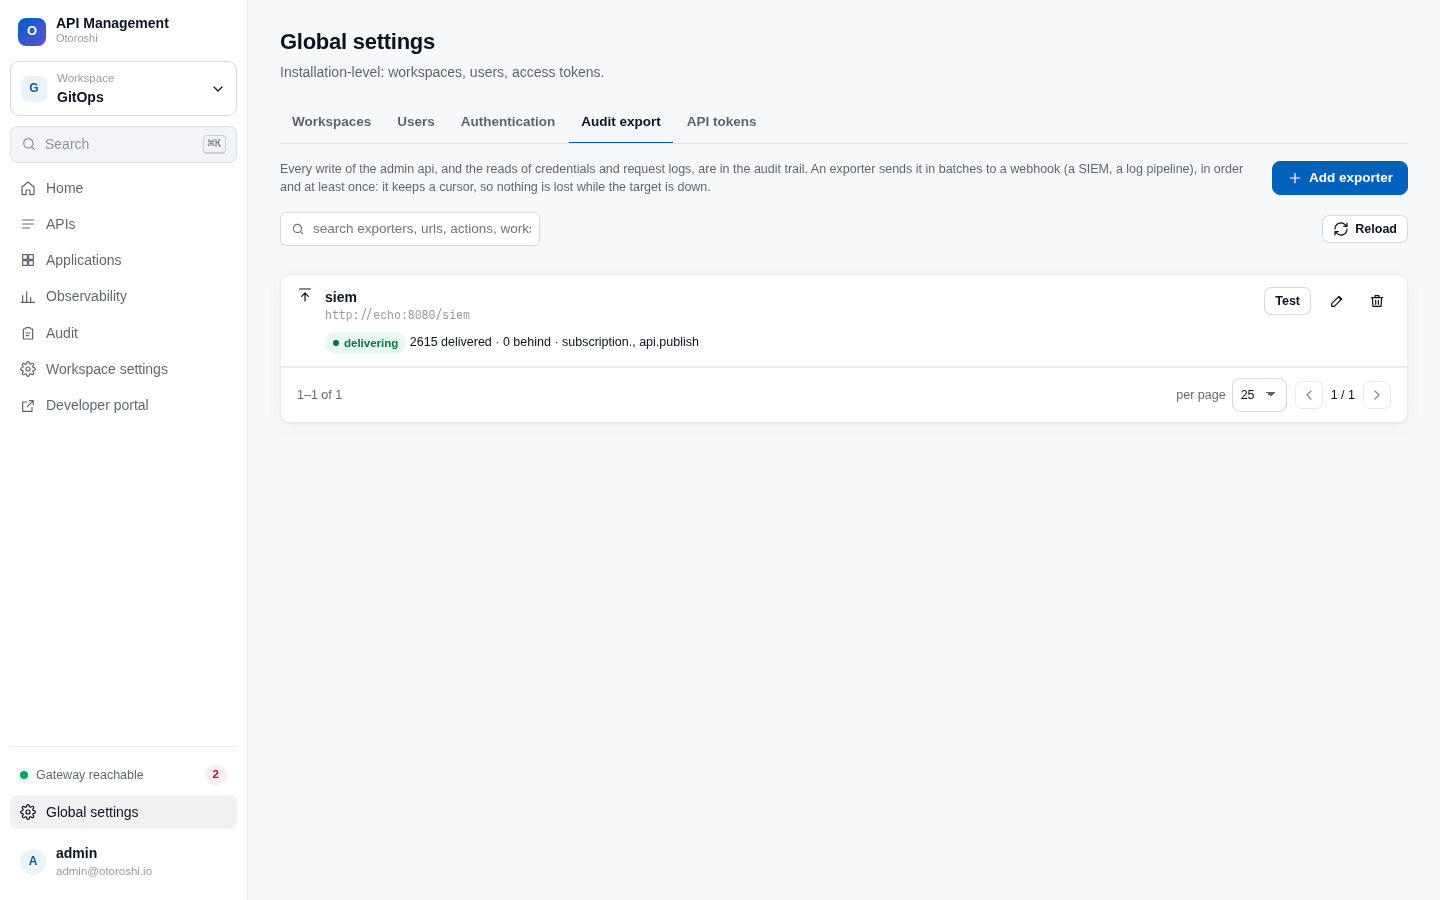 O
API Management
Otoroshi
G
Workspace
GitOps
Search
⌘K
Home
APIs
Applications
Observability
Audit
Workspace settings
Developer portal
Gateway reachable
2
Global settings
A
admin
admin@otoroshi.io
Global settings
Installation-level: workspaces, users, access tokens.
Workspaces
Users
Authentication
Audit export
API tokens
Every write of the admin api, and the reads of credentials and request logs, are in the audit trail. An exporter sends it in batches to a webhook (a SIEM, a log pipeline), in order
and at least once: it keeps a cursor, so nothing is lost while the target is down.
Add exporter
search exporters, urls, actions, works
Reload
siem
http://echo:8080/siem
delivering 2615 delivered · 0 behind · subscription., api.publish
Test
1–1 of 1
per page 25
1 / 1